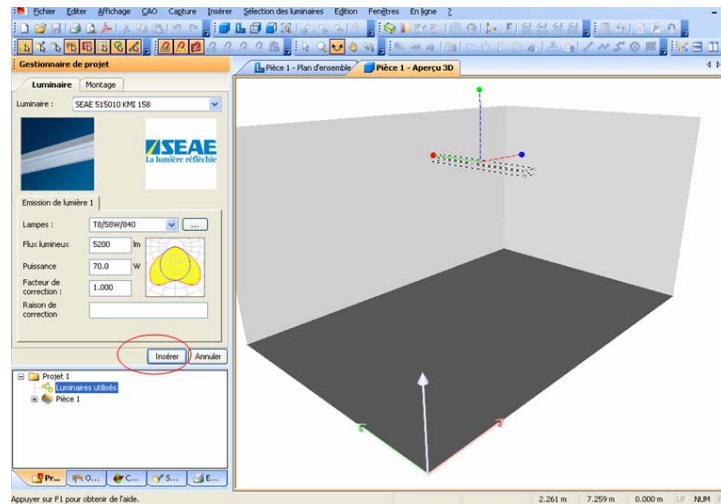 Fichier Editer Affichage CAO Capture Insérer Sélection des luminaires Edition Fenêtres En ligne ?
Gestionnaire de projet
Luminaire Montage
Luminaire : SEAE S15010 KMI 158
SEAE
La lumière réfléchie
Emission de lumière 1
Lampes : T8/58W/840 ...
Flux lumineux 5200 lm
Puissance 70.0 W
Facteur de
correction : 1.000
Raison de
correction
Insérer Annuler
Projet 1
Luminaires utilisés
Pièce 1
Pr... O... C... S... E...
Pièce 1 - Plan d'ensemble Pièce 1 - Aperçu 3D
Appuyer sur F1 pour obtenir de l'aide. 2.261 m 7.259 m 0.000 m UF NUM